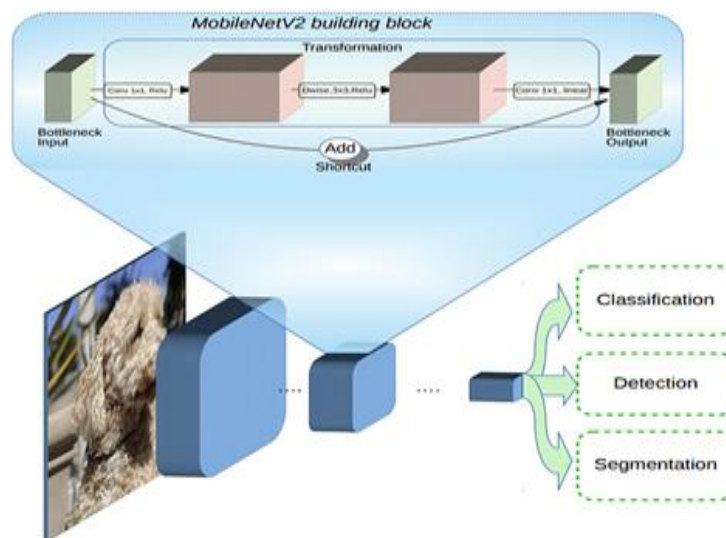 MobileNetV2 building block
Transformation
Conv 1x1, Relu
Dwise,3x3,Relu
Conv 1x1, linear
Bottleneck
Input
Bottleneck
Output
Add
Shortcut
Classification
Detection
Segmentation